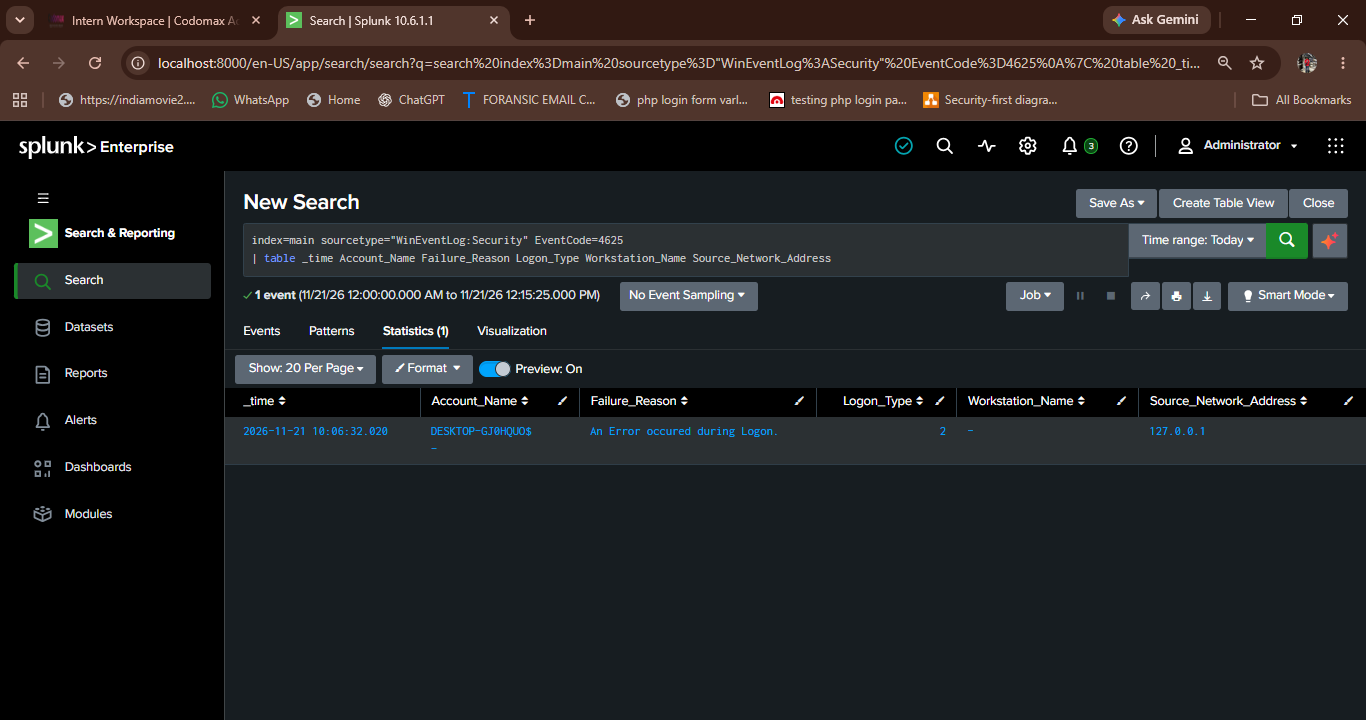 Intern Workspace | Codomax Ac
Search | Splunk 10.6.1.1
Ask Gemini
localhost:8000/en-US/app/search/search?q=search%20index%3Dmain%20sourcetype%3D"WinEventLog%3ASecurity"%20EventCode%3D4625%0A%7C%20table%20_ti...
https://indiamovie2....
WhatsApp
Home
ChatGPT
FORANSIC EMAIL C...
php login form varl...
testing php login pa...
Security-first diagra...
All Bookmarks
splunk> Enterprise
3
Administrator
Search & Reporting
Search
Datasets
Reports
Alerts
Dashboards
Modules
New Search
Save As
Create Table View
Close
index=main sourcetype="WinEventLog:Security" EventCode=4625
| table _time Account_Name Failure_Reason Logon_Type Workstation_Name Source_Network_Address
Time range: Today
1 event (11/21/26 12:00:00.000 AM to 11/21/26 12:15:25.000 PM)
No Event Sampling
Job
Smart Mode
Events
Patterns
Statistics (1)
Visualization
Show: 20 Per Page
Format
Preview: On
_time Account_Name Failure_Reason Logon_Type Workstation_Name Source_Network_Address
2026-11-21 10:06:32.020 DESKTOP-GJ0HQUO$ An Error occured during Logon. 2 - 127.0.0.1
-